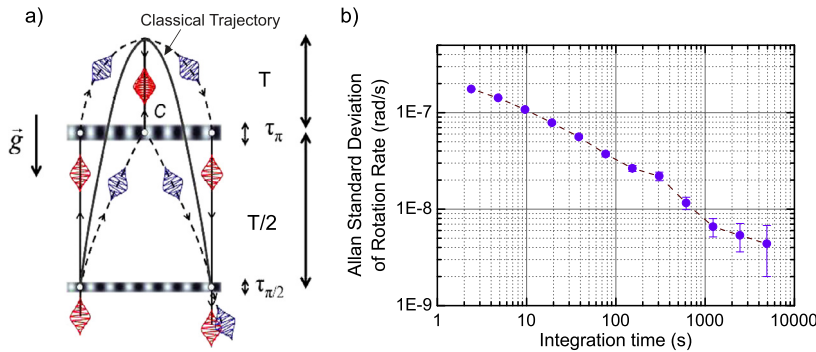 a)
Classical Trajectory
T
C
τπ
g
T/2
τπ/2
b)
Allan Standard Deviation
of Rotation Rate (rad/s)
1E-7
1E-8
1E-9
1
10
100
1000
10000
Integration time (s)